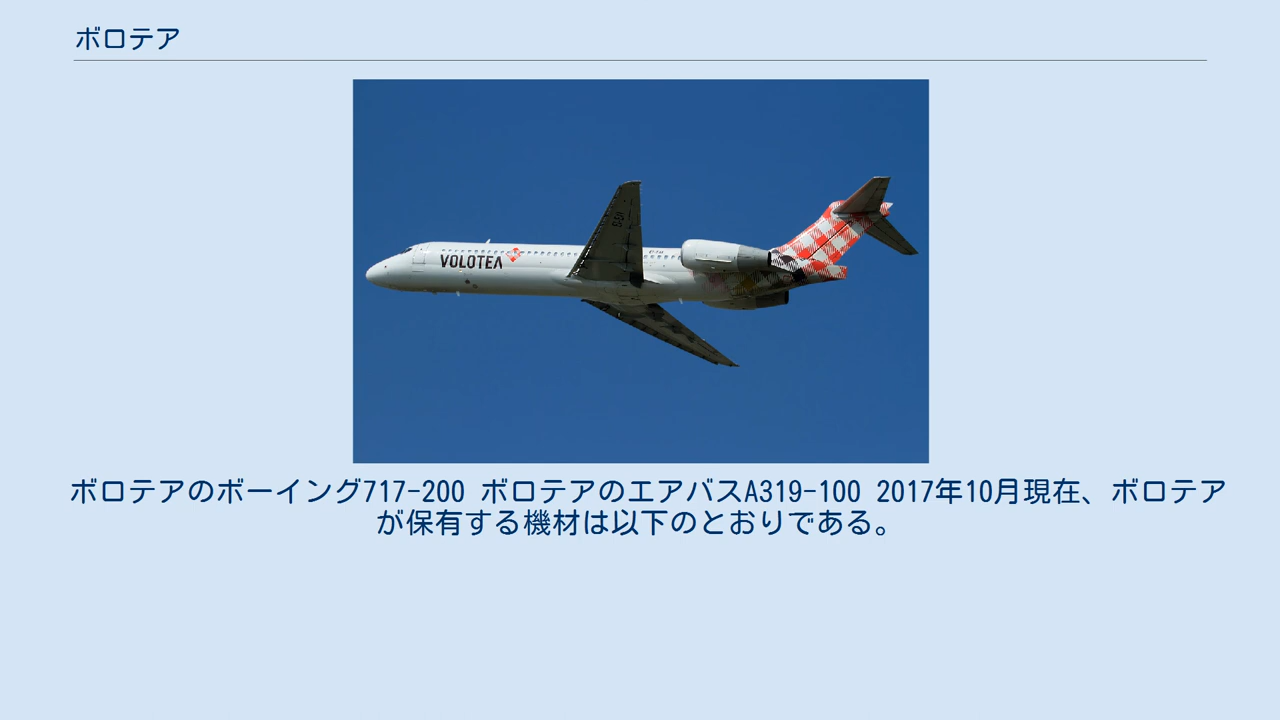 ボロテア
VOLOTEA
ボロテアのボーイング717-200 ボロテアのエアバスA319-100 2017年10月現在、ボロテア
が保有する機材は以下のとおりである。